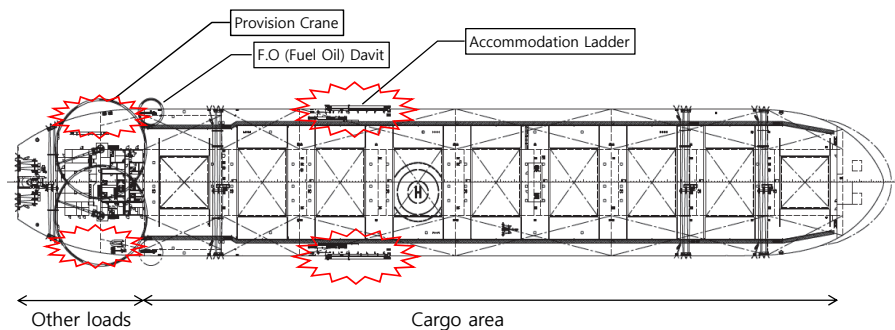 Provision Crane
F.O (Fuel Oil) Davit
Accommodation Ladder
H
Other loads
Cargo area